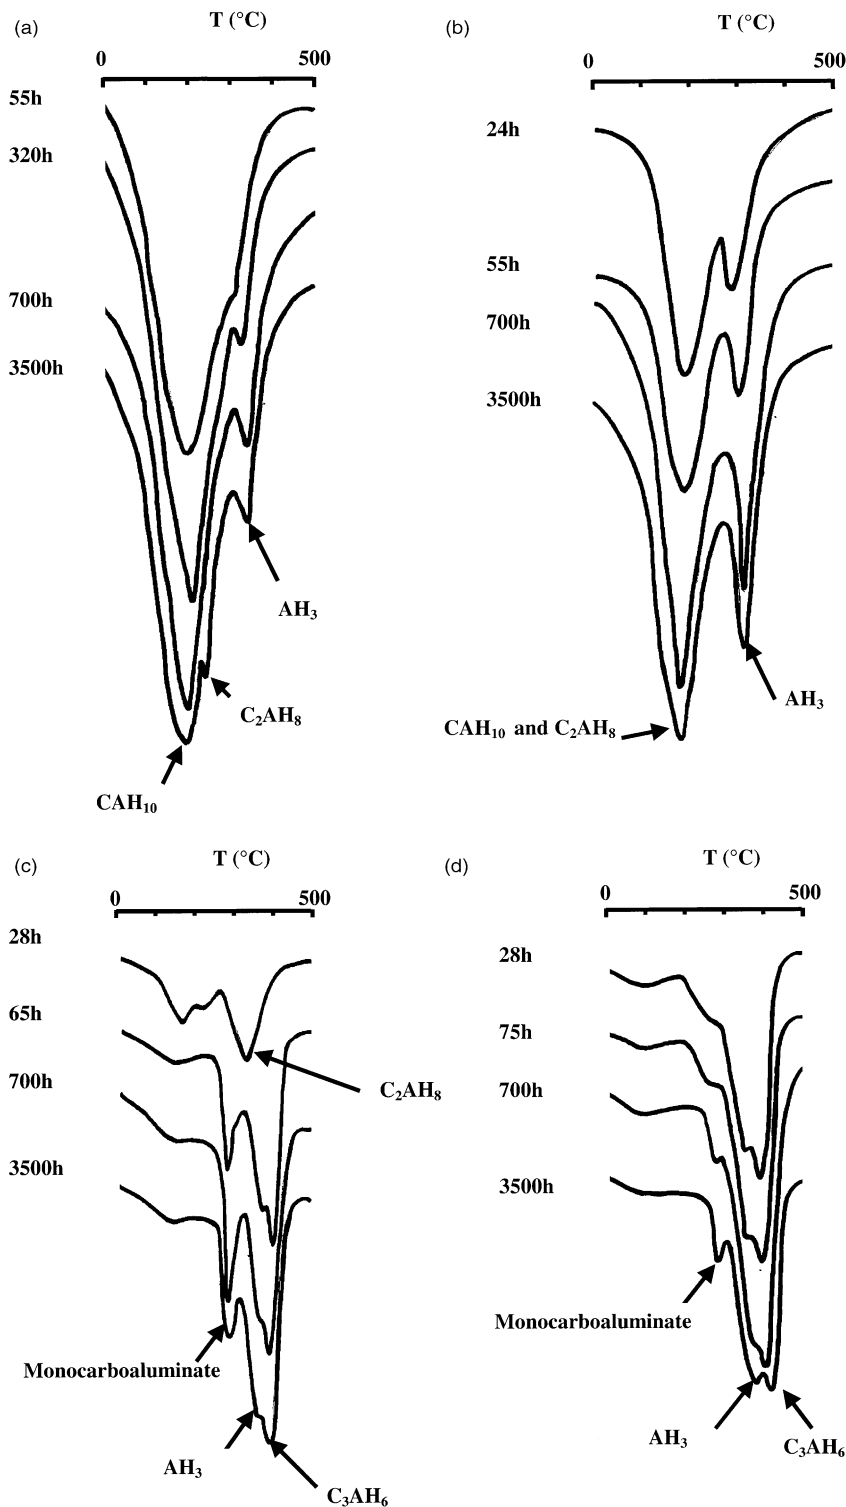 (a)
T (°C)
0 500
55h
320h
700h
3500h
AH₃
C₂AH₈
CAH₁₀
(b)
T (°C)
0 500
24h
55h
700h
3500h
AH₃
CAH₁₀ and C₂AH₈
(c)
T (°C)
0 500
28h
65h
700h
3500h
C₂AH₈
Monocarboaluminate
AH₃
C₃AH₆
(d)
T (°C)
0 500
28h
75h
700h
3500h
Monocarboaluminate
AH₃
C₃AH₆